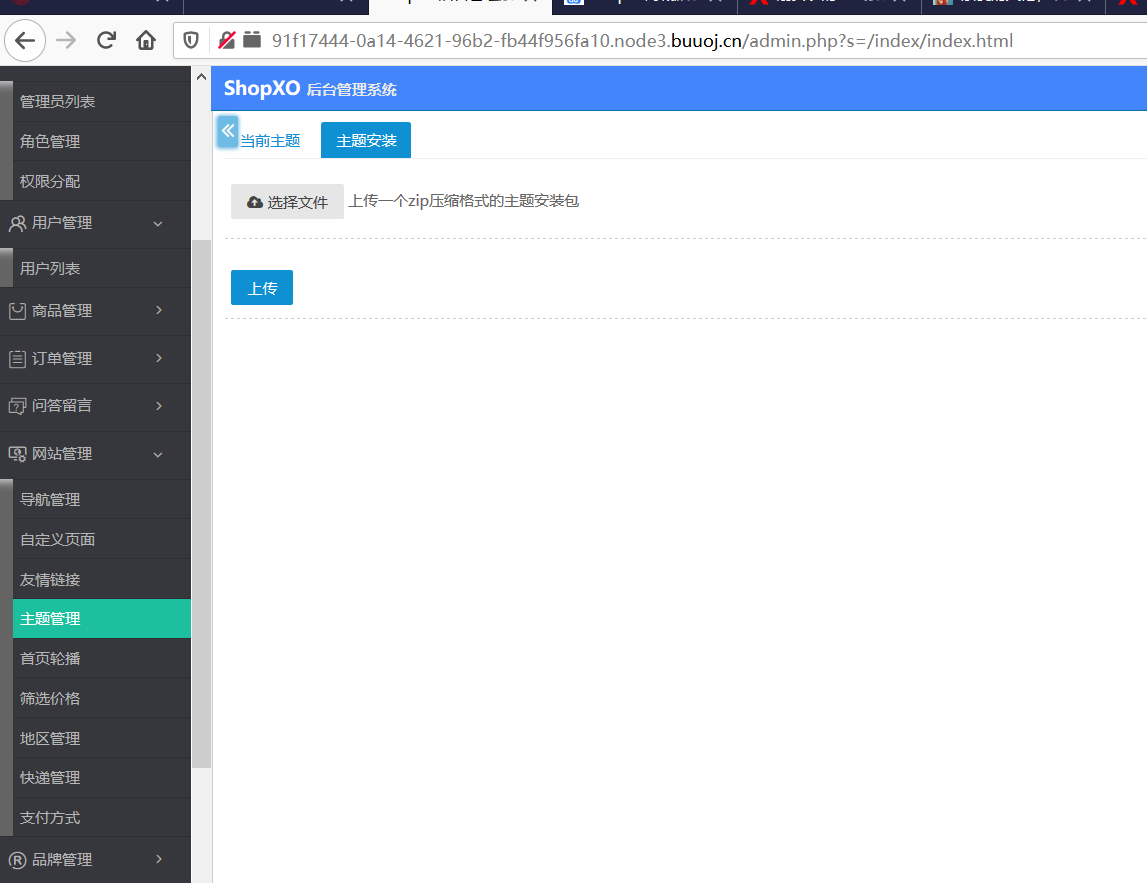 91f17444-0a14-4621-96b2-fb44f956fa10.node3.buuoj.cn/admin.php?s=/index/index.html
ShopXO 后台管理系统
管理员列表
角色管理
权限分配
用户管理
用户列表
商品管理
订单管理
问答留言
网站管理
导航管理
自定义页面
友情链接
主题管理
首页轮播
筛选价格
地区管理
快递管理
支付方式
品牌管理
当前主题 主题安装
选择文件 上传一个zip压缩格式的主题安装包
上传